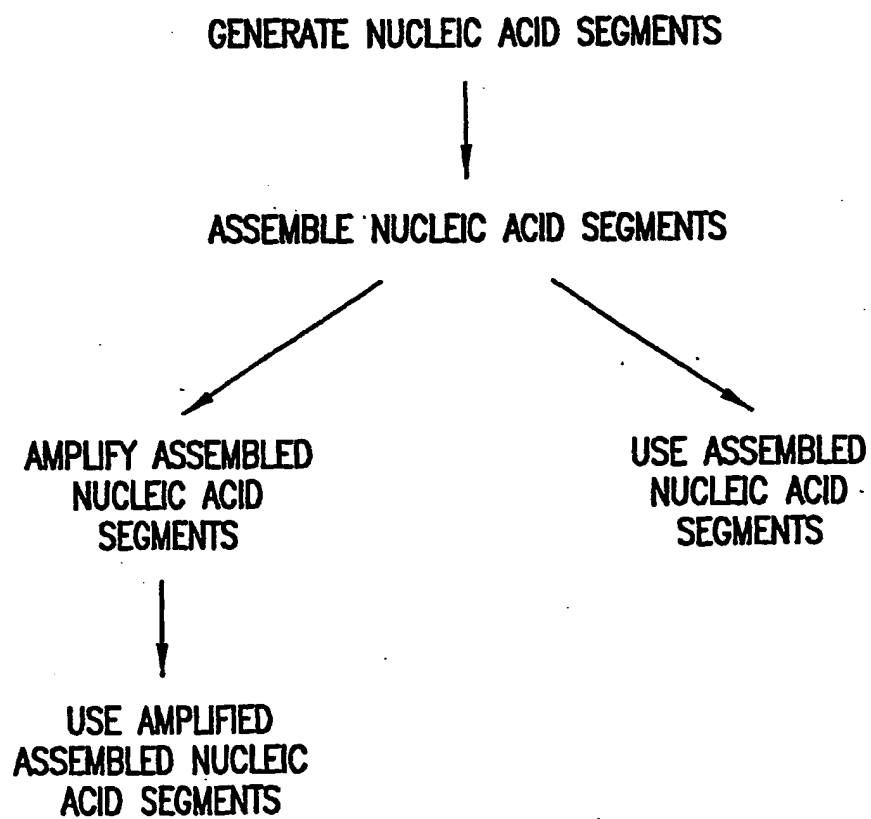 GENERATE NUCLEIC ACID SEGMENTS
ASSEMBLE NUCLEIC ACID SEGMENTS
AMPLIFY ASSEMBLED
NUCLEIC ACID
SEGMENTS
USE ASSEMBLED
NUCLEIC ACID
SEGMENTS
USE AMPLIFIED
ASSEMBLED NUCLEIC
ACID SEGMENTS